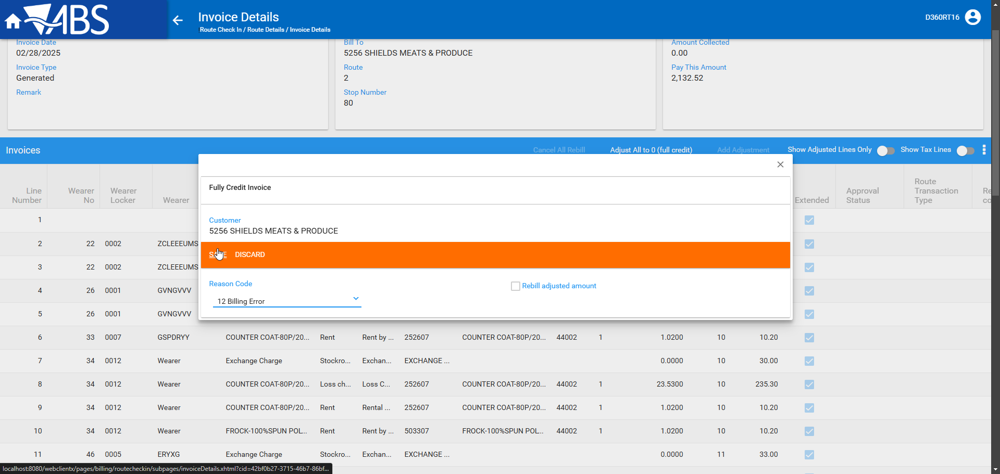 ABS
Invoice Details
Route Check In / Route Details / Invoice Details
D360RT16
Invoice Date
02/28/2025
Invoice Type
Generated
Remark
Bill To
5256 SHIELDS MEATS & PRODUCE
Route
2
Stop Number
80
Amount Collected
0.00
Pay This Amount
2,132.52
Invoices
Cancel All Rebill
Adjust All to 0 (full credit)
Add Adjustment
Show Adjusted Lines Only
Show Tax Lines
Fully Credit Invoice
Customer
5256 SHIELDS MEATS & PRODUCE
DISCARD
Reason Code
12 Billing Error
Rebill adjusted amount
Line Number
Wearer No
Wearer Locker
Wearer
Extended
Approval Status
Route Transaction Type
1
2 22 0002 ZCLEEEUMS
3 22 0002 ZCLEEEUMS
4 26 0001 GVNGVVV
5 26 0001 GVNGVVV
6 33 0007 GSPDRYY COUNTER COAT-80P/20... Rent Rent by ... 252607 COUNTER COAT-80P/20... 44002 1 1.0200 10 10.20
7 34 0012 Wearer Exchange Charge Stockro... Exchan... EXCHANGE ... 0.0000 10 30.00
8 34 0012 Wearer COUNTER COAT-80P/20... Loss ch... Loss C... 252607 COUNTER COAT-80P/20... 44002 1 23.5300 10 235.30
9 34 0012 Wearer COUNTER COAT-80P/20... Rent Rental ... 252607 COUNTER COAT-80P/20... 44002 1 1.0200 10 10.20
10 34 0012 Wearer FROCK-100%SPUN POL... Rent Rent by ... 503307 FROCK-100%SPUN POL... 44002 1 1.0200 10 10.20
11 46 0005 ERYXG Exchange Charge Stockro... Exchan... EXCHANGE ... 0.0000 11 33.00
localhost:8080/webclientx/pages/billing/routecheckin/subpages/invoiceDetails.xhtml?cid=42bf0b27-3715-46b7-86bf...